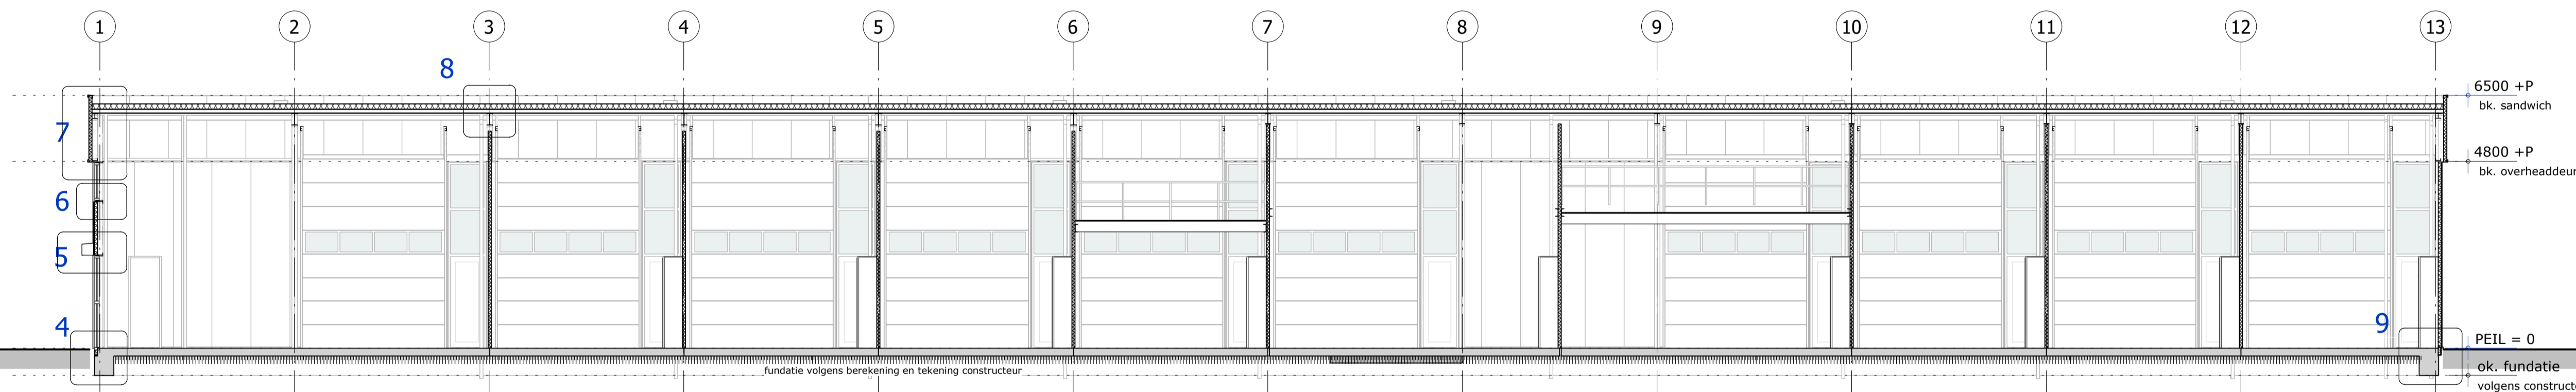 1 2 3 4 5 6 7 8 9 10 11 12 13
8
6500 +P
bk. sandwich
7
4800 +P
bk. overheaddeur
6
5
4
9
PEIL = 0
fundatie volgens berekening en tekening constructeur
ok. fundatie
volgens construct